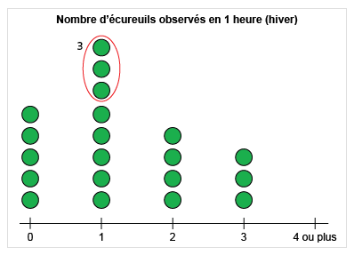 Nombre d'écureuils observés en 1 heure (hiver)
3
0 1 2 3 4 ou plus